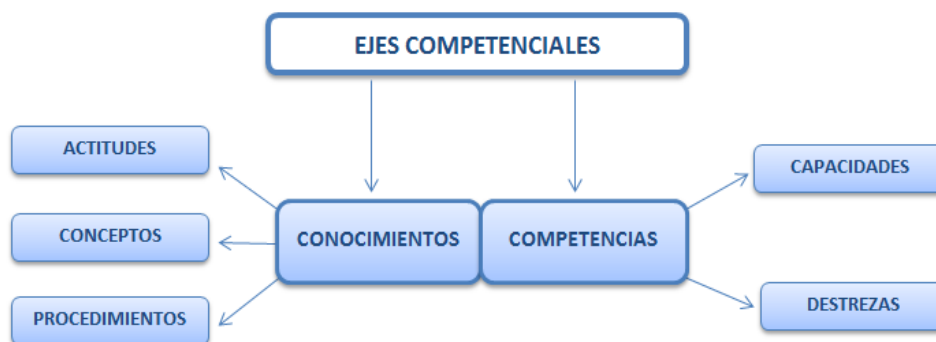 EJES COMPETENCIALES
ACTITUDES
CAPACIDADES
CONCEPTOS
CONOCIMIENTOS
COMPETENCIAS
PROCEDIMIENTOS
DESTREZAS